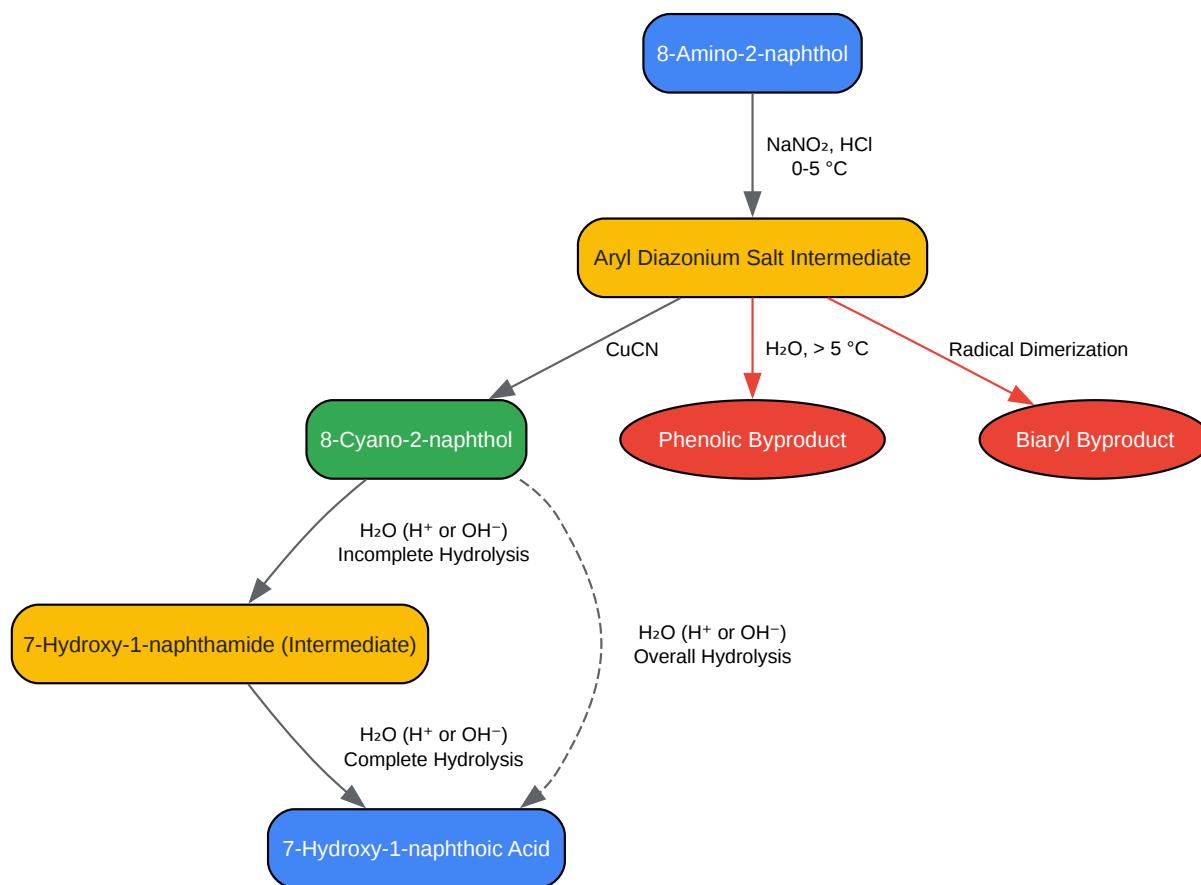 8-Amino-2-naphthol
NaNO₂, HCl
0-5 °C
Aryl Diazonium Salt Intermediate
CuCN
H₂O, > 5 °C
Radical Dimerization
8-Cyano-2-naphthol
Phenolic Byproduct
Biaryl Byproduct
H₂O (H⁺ or OH⁻)
Incomplete Hydrolysis
7-Hydroxy-1-naphthamide (Intermediate)
H₂O (H⁺ or OH⁻)
Overall Hydrolysis
H₂O (H⁺ or OH⁻)
Complete Hydrolysis
7-Hydroxy-1-naphthoic Acid